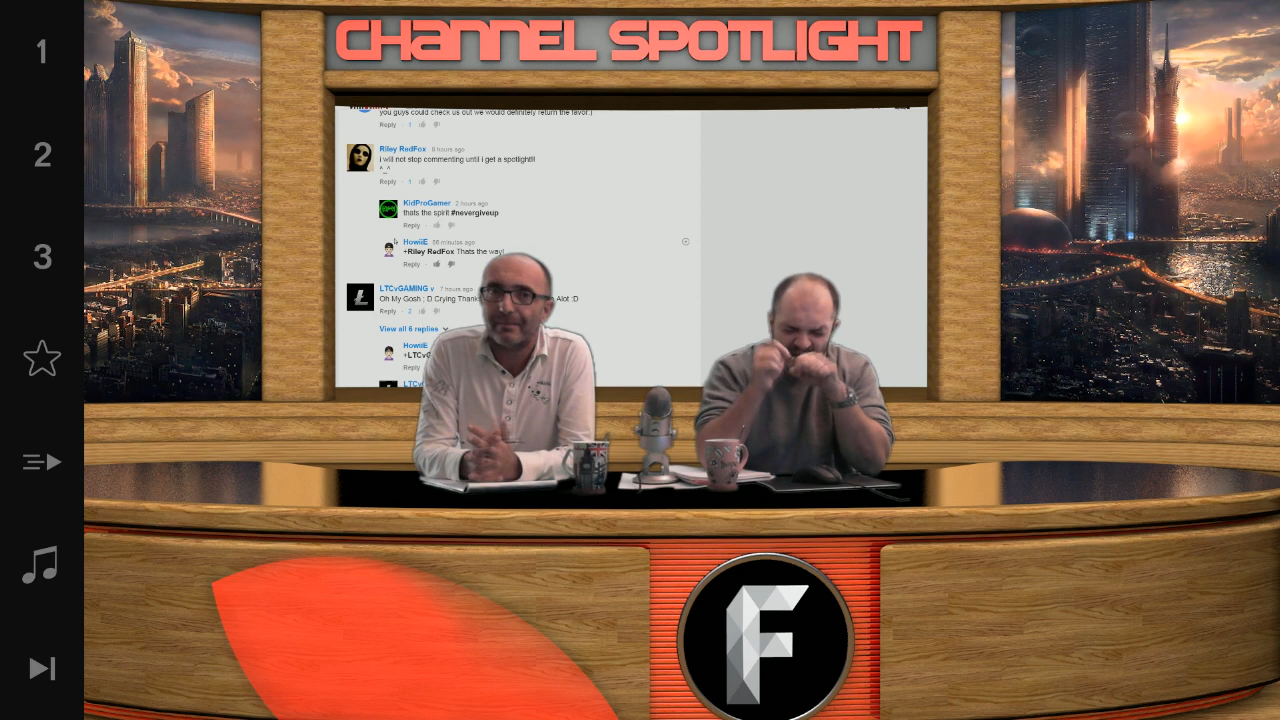 1
2
3
CHANNEL SPOTLIGHT
you guys could check us out we would definitely return the favor:)
Reply · 1
Riley RedFox 8 hours ago
i will not stop commenting until i get a spotlight!!
^_^
Reply · 1
KidProGamer 2 hours ago
thats the spirit #nevergiveup
Reply ·
HowiiE 56 minutes ago
+Riley RedFox Thats the way!
Reply ·
LTCvGAMING v 7 hours ago
Oh My Gosh ; D Crying Thank Alot :D
Reply · 2
View all 6 replies
HowiiE
+LTCvG
Reply
LTCv
F